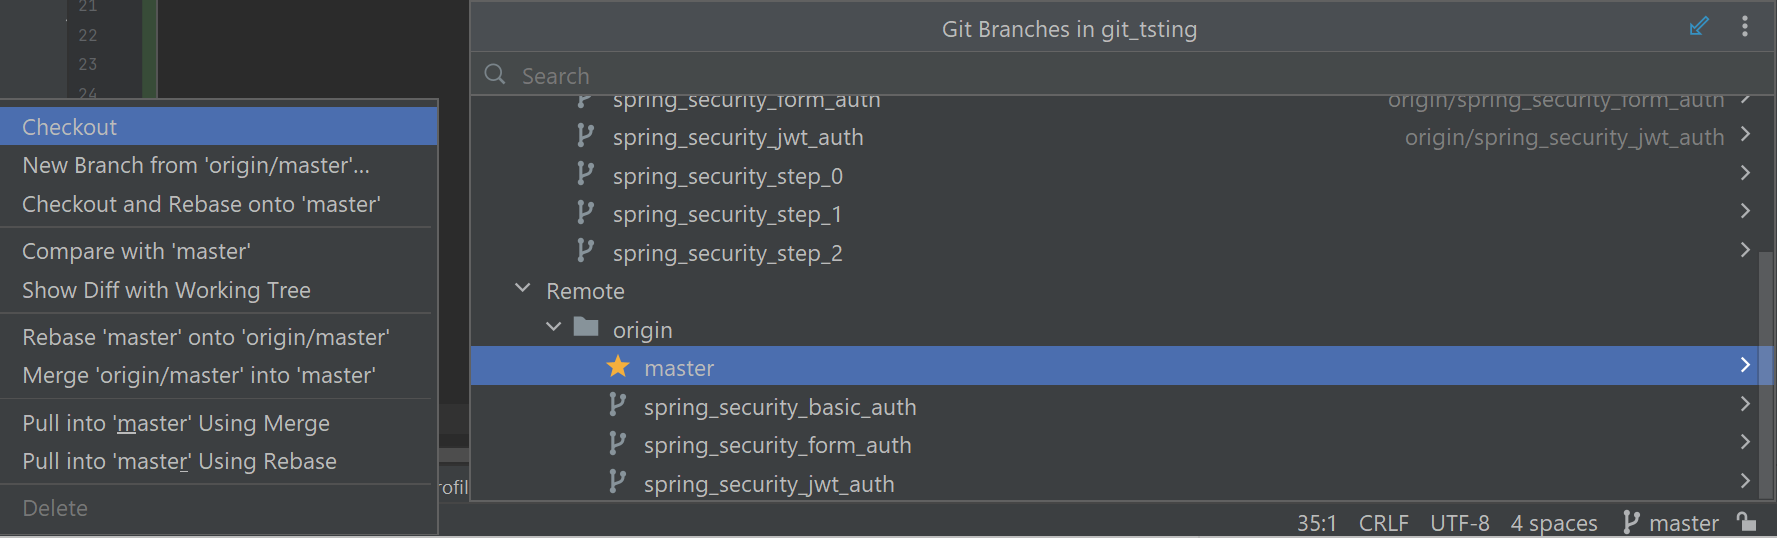 21
22
23
24
Checkout
New Branch from 'origin/master'...
Checkout and Rebase onto 'master'
Compare with 'master'
Show Diff with Working Tree
Rebase 'master' onto 'origin/master'
Merge 'origin/master' into 'master'
Pull into 'master' Using Merge
Pull into 'master' Using Rebase
Delete
rofil
Git Branches in git_tsting
Search
spring_security_form_auth origin/spring_security_form_auth
spring_security_jwt_auth origin/spring_security_jwt_auth
spring_security_step_0
spring_security_step_1
spring_security_step_2
Remote
origin
master
spring_security_basic_auth
spring_security_form_auth
spring_security_jwt_auth
35:1 CRLF UTF-8 4 spaces master